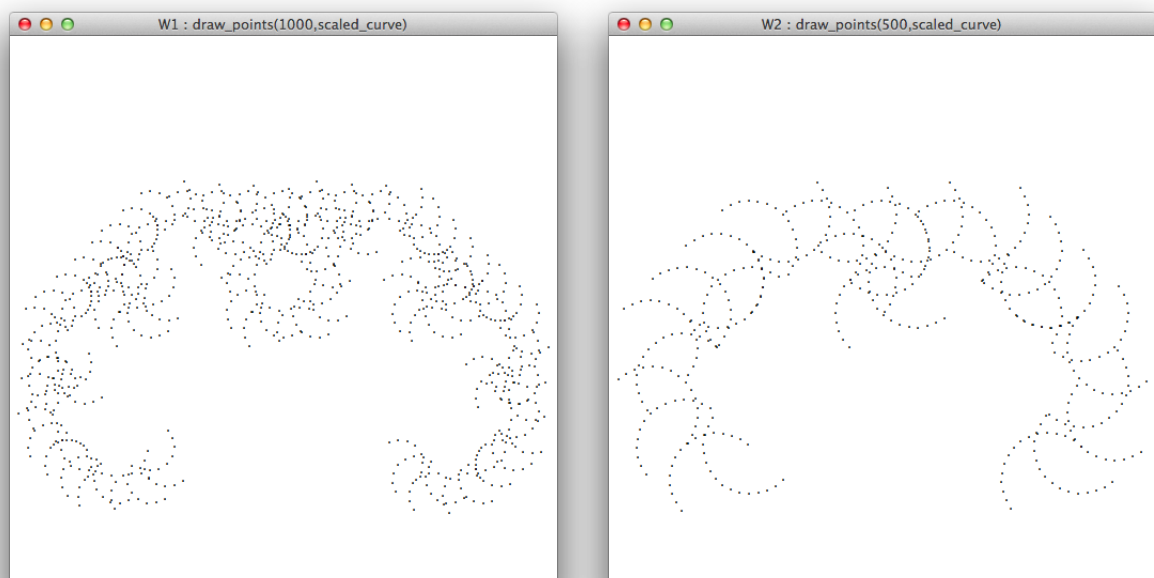 W1 : draw_points(1000,scaled_curve)
W2 : draw_points(500,scaled_curve)